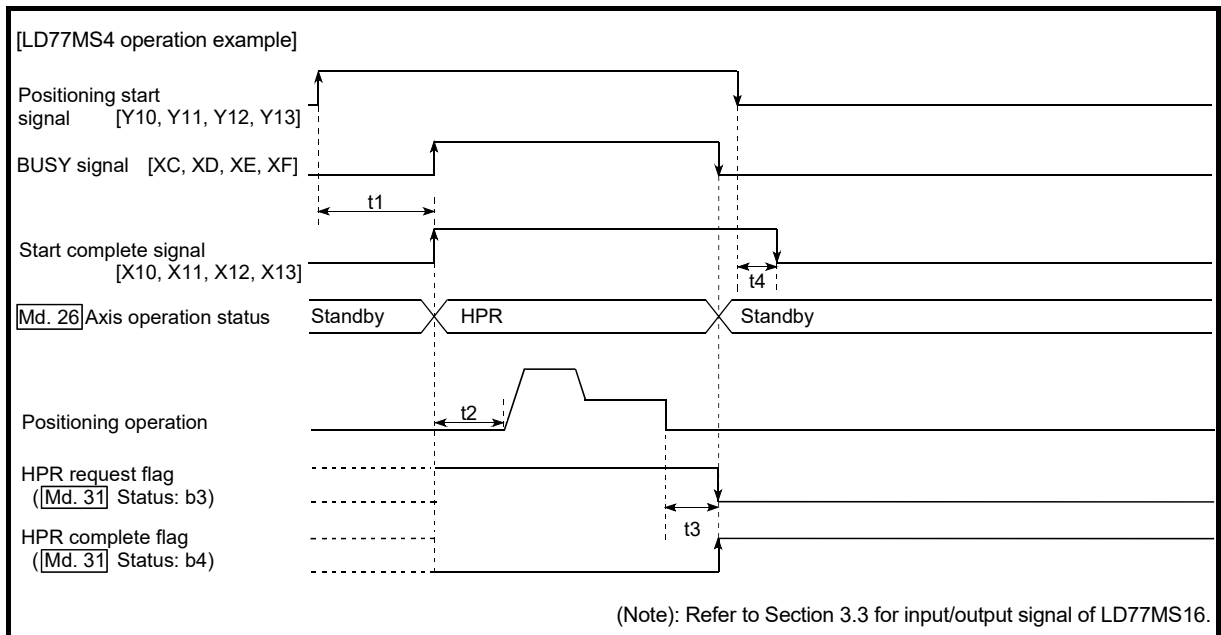 [LD77MS4 operation example]
Positioning start
signal [Y10, Y11, Y12, Y13]
BUSY signal [XC, XD, XE, XF]
t1
Start complete signal
[X10, X11, X12, X13]
t4
Md. 26 Axis operation status Standby HPR Standby
t2
Positioning operation
HPR request flag
(Md. 31 Status: b3)
t3
HPR complete flag
(Md. 31 Status: b4)
(Note): Refer to Section 3.3 for input/output signal of LD77MS16.